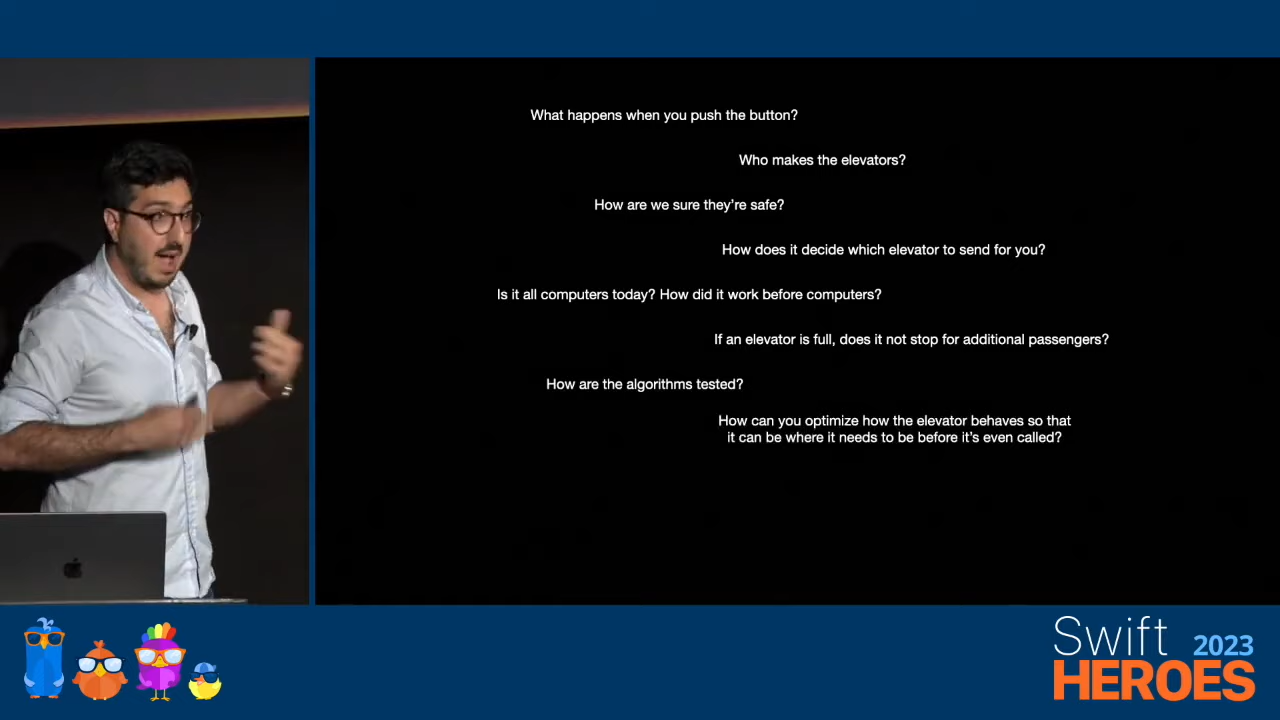 What happens when you push the button?
Who makes the elevators?
How are we sure they're safe?
How does it decide which elevator to send for you?
Is it all computers today? How did it work before computers?
If an elevator is full, does it not stop for additional passengers?
How are the algorithms tested?
How can you optimize how the elevator behaves so that
it can be where it needs to be before it's even called?
Swift
2023
HEROES